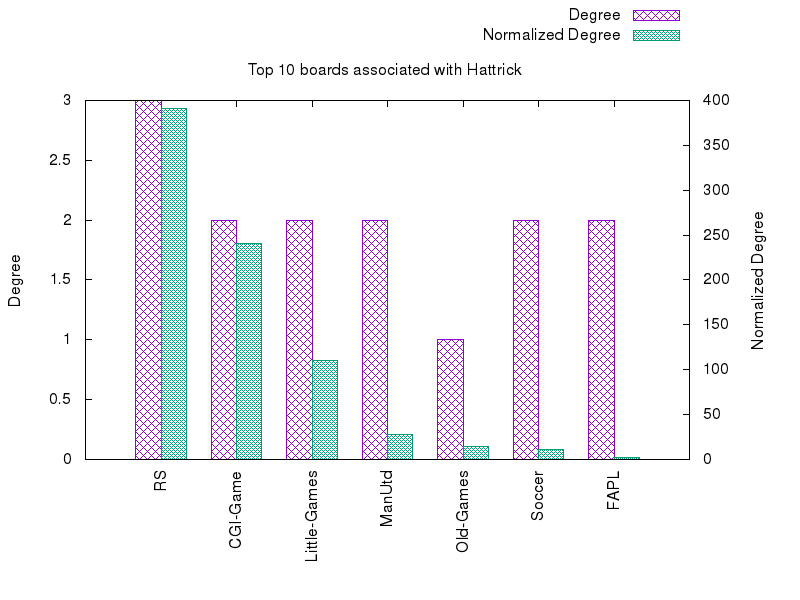 Degree
Normalized Degree
Top 10 boards associated with Hattrick
3
2.5
2
1.5
1
0.5
0
Degree
400
350
300
250
200
150
100
50
0
Normalized Degree
RS
CGI-Game
Little-Games
ManUtd
Old-Games
Soccer
FAPL